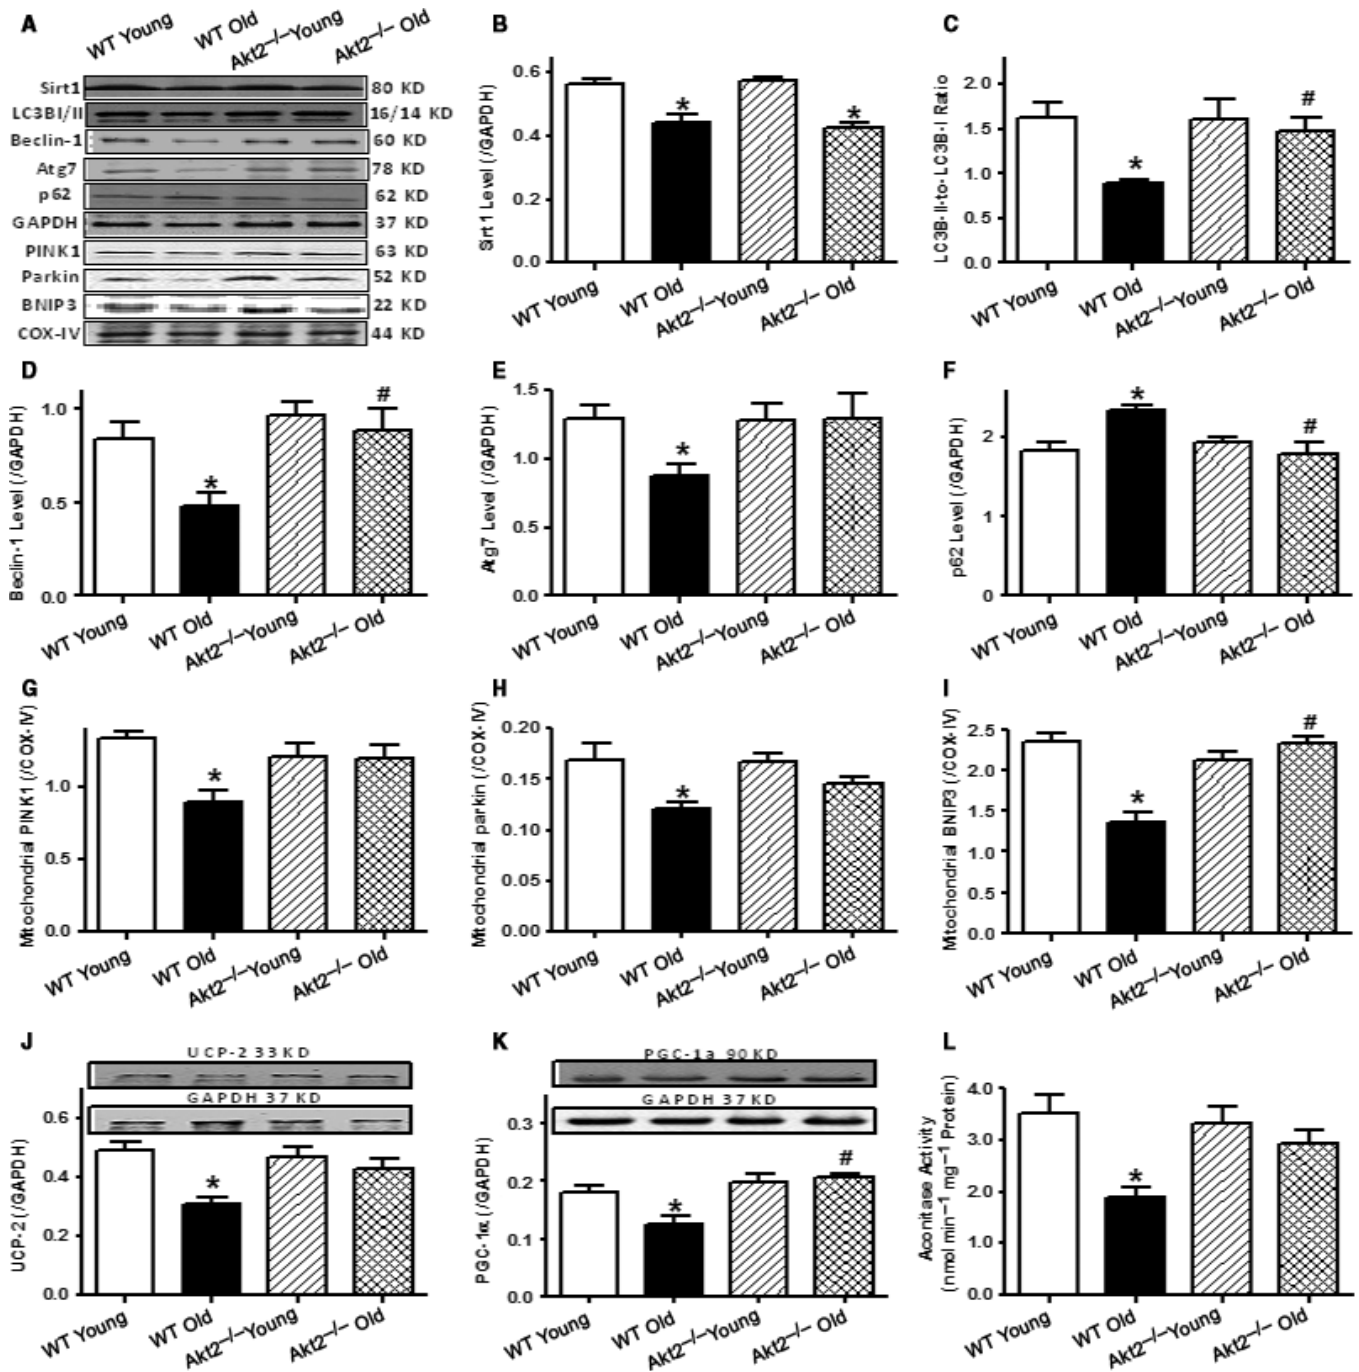 A
WT Young
WT Old
Akt2–/–Young
Akt2–/– Old
Sirt1 80 KD
LC3BI/II 16/14 KD
Beclin-1 60 KD
Atg7 78 KD
p62 62 KD
GAPDH 37 KD
PINK1 63 KD
Parkin 52 KD
BNIP3 22 KD
COX-IV 44 KD
B
Sirt 1 Level (/GAPDH)
0.6
0.4
0.2
0.0
*
*
WT Young
WT Old
Akt2–/–Young
Akt2–/– Old
C
LC3B-II-to-LC3B-I Ratio
2.0
1.5
1.0
0.5
0.0
*
#
WT Young
WT Old
Akt2–/–Young
Akt2–/– Old
D
Beclin-1 Level (/GAPDH)
1.0
0.5
0.0
*
#
WT Young
WT Old
Akt2–/–Young
Akt2–/– Old
E
Atg7 Level (/GAPDH)
1.5
1.0
0.5
0.0
*
WT Young
WT Old
Akt2–/–Young
Akt2–/– Old
F
p62 Level (/GAPDH)
2
1
0
*
#
WT Young
WT Old
Akt2–/–Young
Akt2–/– Old
G
Mitochondrial PINK1 (/COX-IV)
1.0
0.5
0.0
*
WT Young
WT Old
Akt2–/–Young
Akt2–/– Old
H
Mitochondrial parkin (/COX-IV)
0.20
0.15
0.10
0.05
0.00
*
WT Young
WT Old
Akt2–/–Young
Akt2–/– Old
I
Mitochondrial BNIP3 (/COX-IV)
2.5
2.0
1.5
1.0
0.5
0.0
*
#
WT Young
WT Old
Akt2–/–Young
Akt2–/– Old
J
UCP-2 33 KD
GAPDH 37 KD
UCP-2 (/GAPDH)
0.6
0.4
0.2
0.0
*
WT Young
WT Old
Akt2–/–Young
Akt2–/– Old
K
PGC-1a 90 KD
GAPDH 37 KD
PGC-1α (/GAPDH)
0.3
0.2
0.1
0.0
*
#
WT Young
WT Old
Akt2–/–Young
Akt2–/– Old
L
Aconitase Activity
(nmol min–1 mg–1 Protein)
4.0
3.0
2.0
1.0
0.0
*
WT Young
WT Old
Akt2–/–Young
Akt2–/– Old